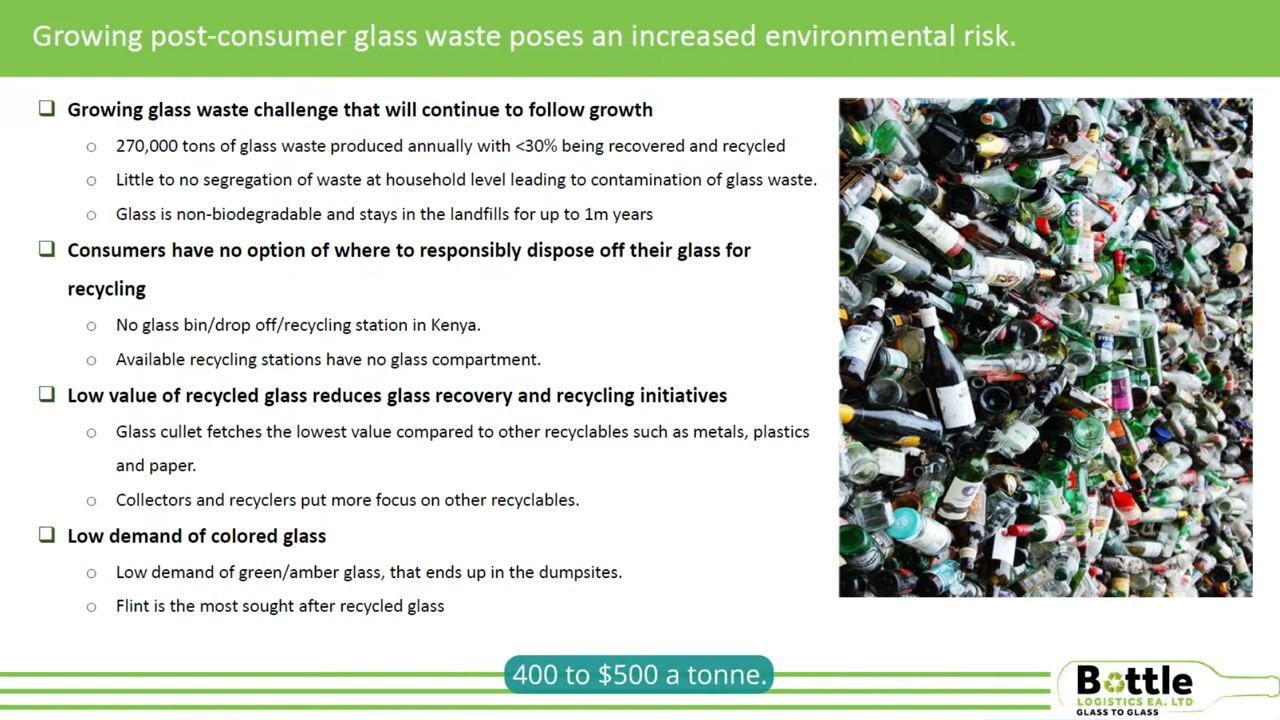 Growing post-consumer glass waste poses an increased environmental risk.
Growing glass waste challenge that will continue to follow growth
270,000 tons of glass waste produced annually with <30% being recovered and recycled
Little to no segregation of waste at household level leading to contamination of glass waste.
Glass is non-biodegradable and stays in the landfills for up to 1m years
Consumers have no option of where to responsibly dispose off their glass for
recycling
No glass bin/drop off/recycling station in Kenya.
Available recycling stations have no glass compartment.
Low value of recycled glass reduces glass recovery and recycling initiatives
Glass cullet fetches the lowest value compared to other recyclables such as metals, plastics
and paper.
Collectors and recyclers put more focus on other recyclables.
Low demand of colored glass
Low demand of green/amber glass, that ends up in the dumpsites.
Flint is the most sought after recycled glass
400 to $500 a tonne.
Bottle
LOGISTICS EA. LTD
GLASS TO GLASS